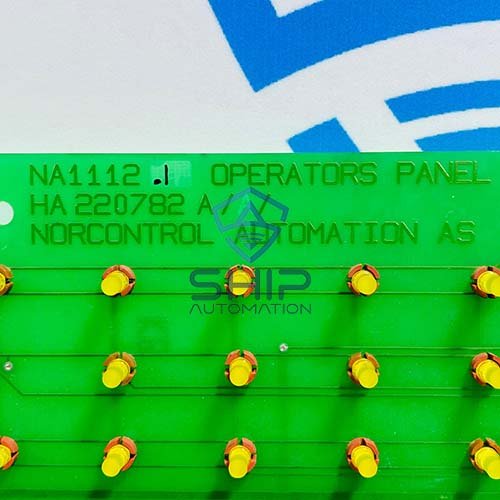 NA1112 .1 OPERATORS PANEL
HA 220782 A
NORCONTROL AUTOMATION AS
SHIP
AUTOMATION